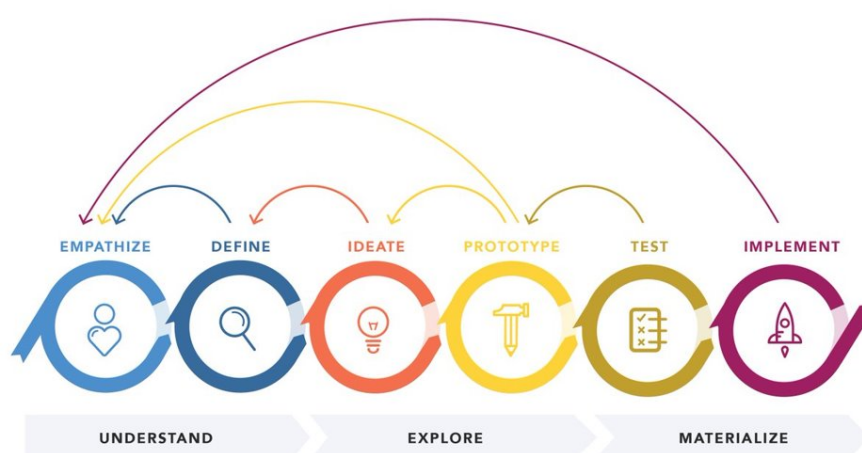 EMPATHIZE DEFINE IDEATE PROTOTYPE TEST IMPLEMENT
UNDERSTAND EXPLORE MATERIALIZE